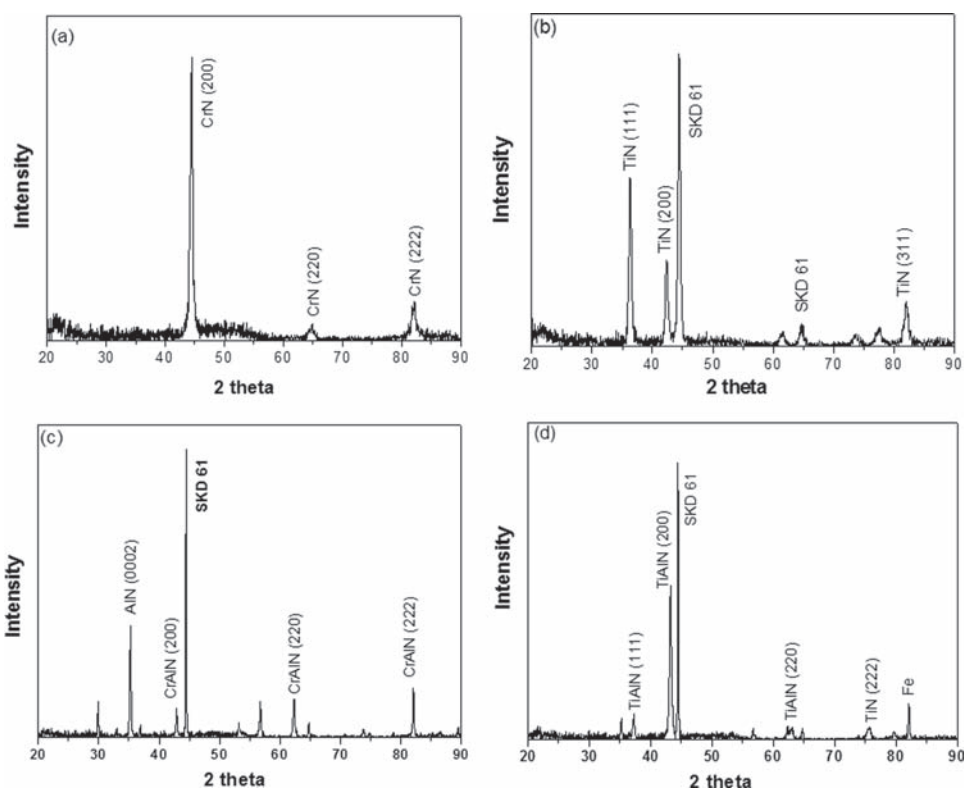 (a)
CrN (200)
CrN (220)
CrN (222)
Intensity
20 30 40 50 60 70 80 90
2 theta
(b)
TiN (111)
TiN (200)
SKD 61
SKD 61
TiN (311)
Intensity
20 30 40 50 60 70 80 90
2 theta
(c)
AlN (0002)
CrAlN (200)
SKD 61
CrAlN (220)
CrAlN (222)
Intensity
20 30 40 50 60 70 80 90
2 theta
(d)
TiAlN (111)
TiAlN (200)
SKD 61
TiAlN (220)
TiN (222)
Fe
Intensity
20 30 40 50 60 70 80 90
2 theta